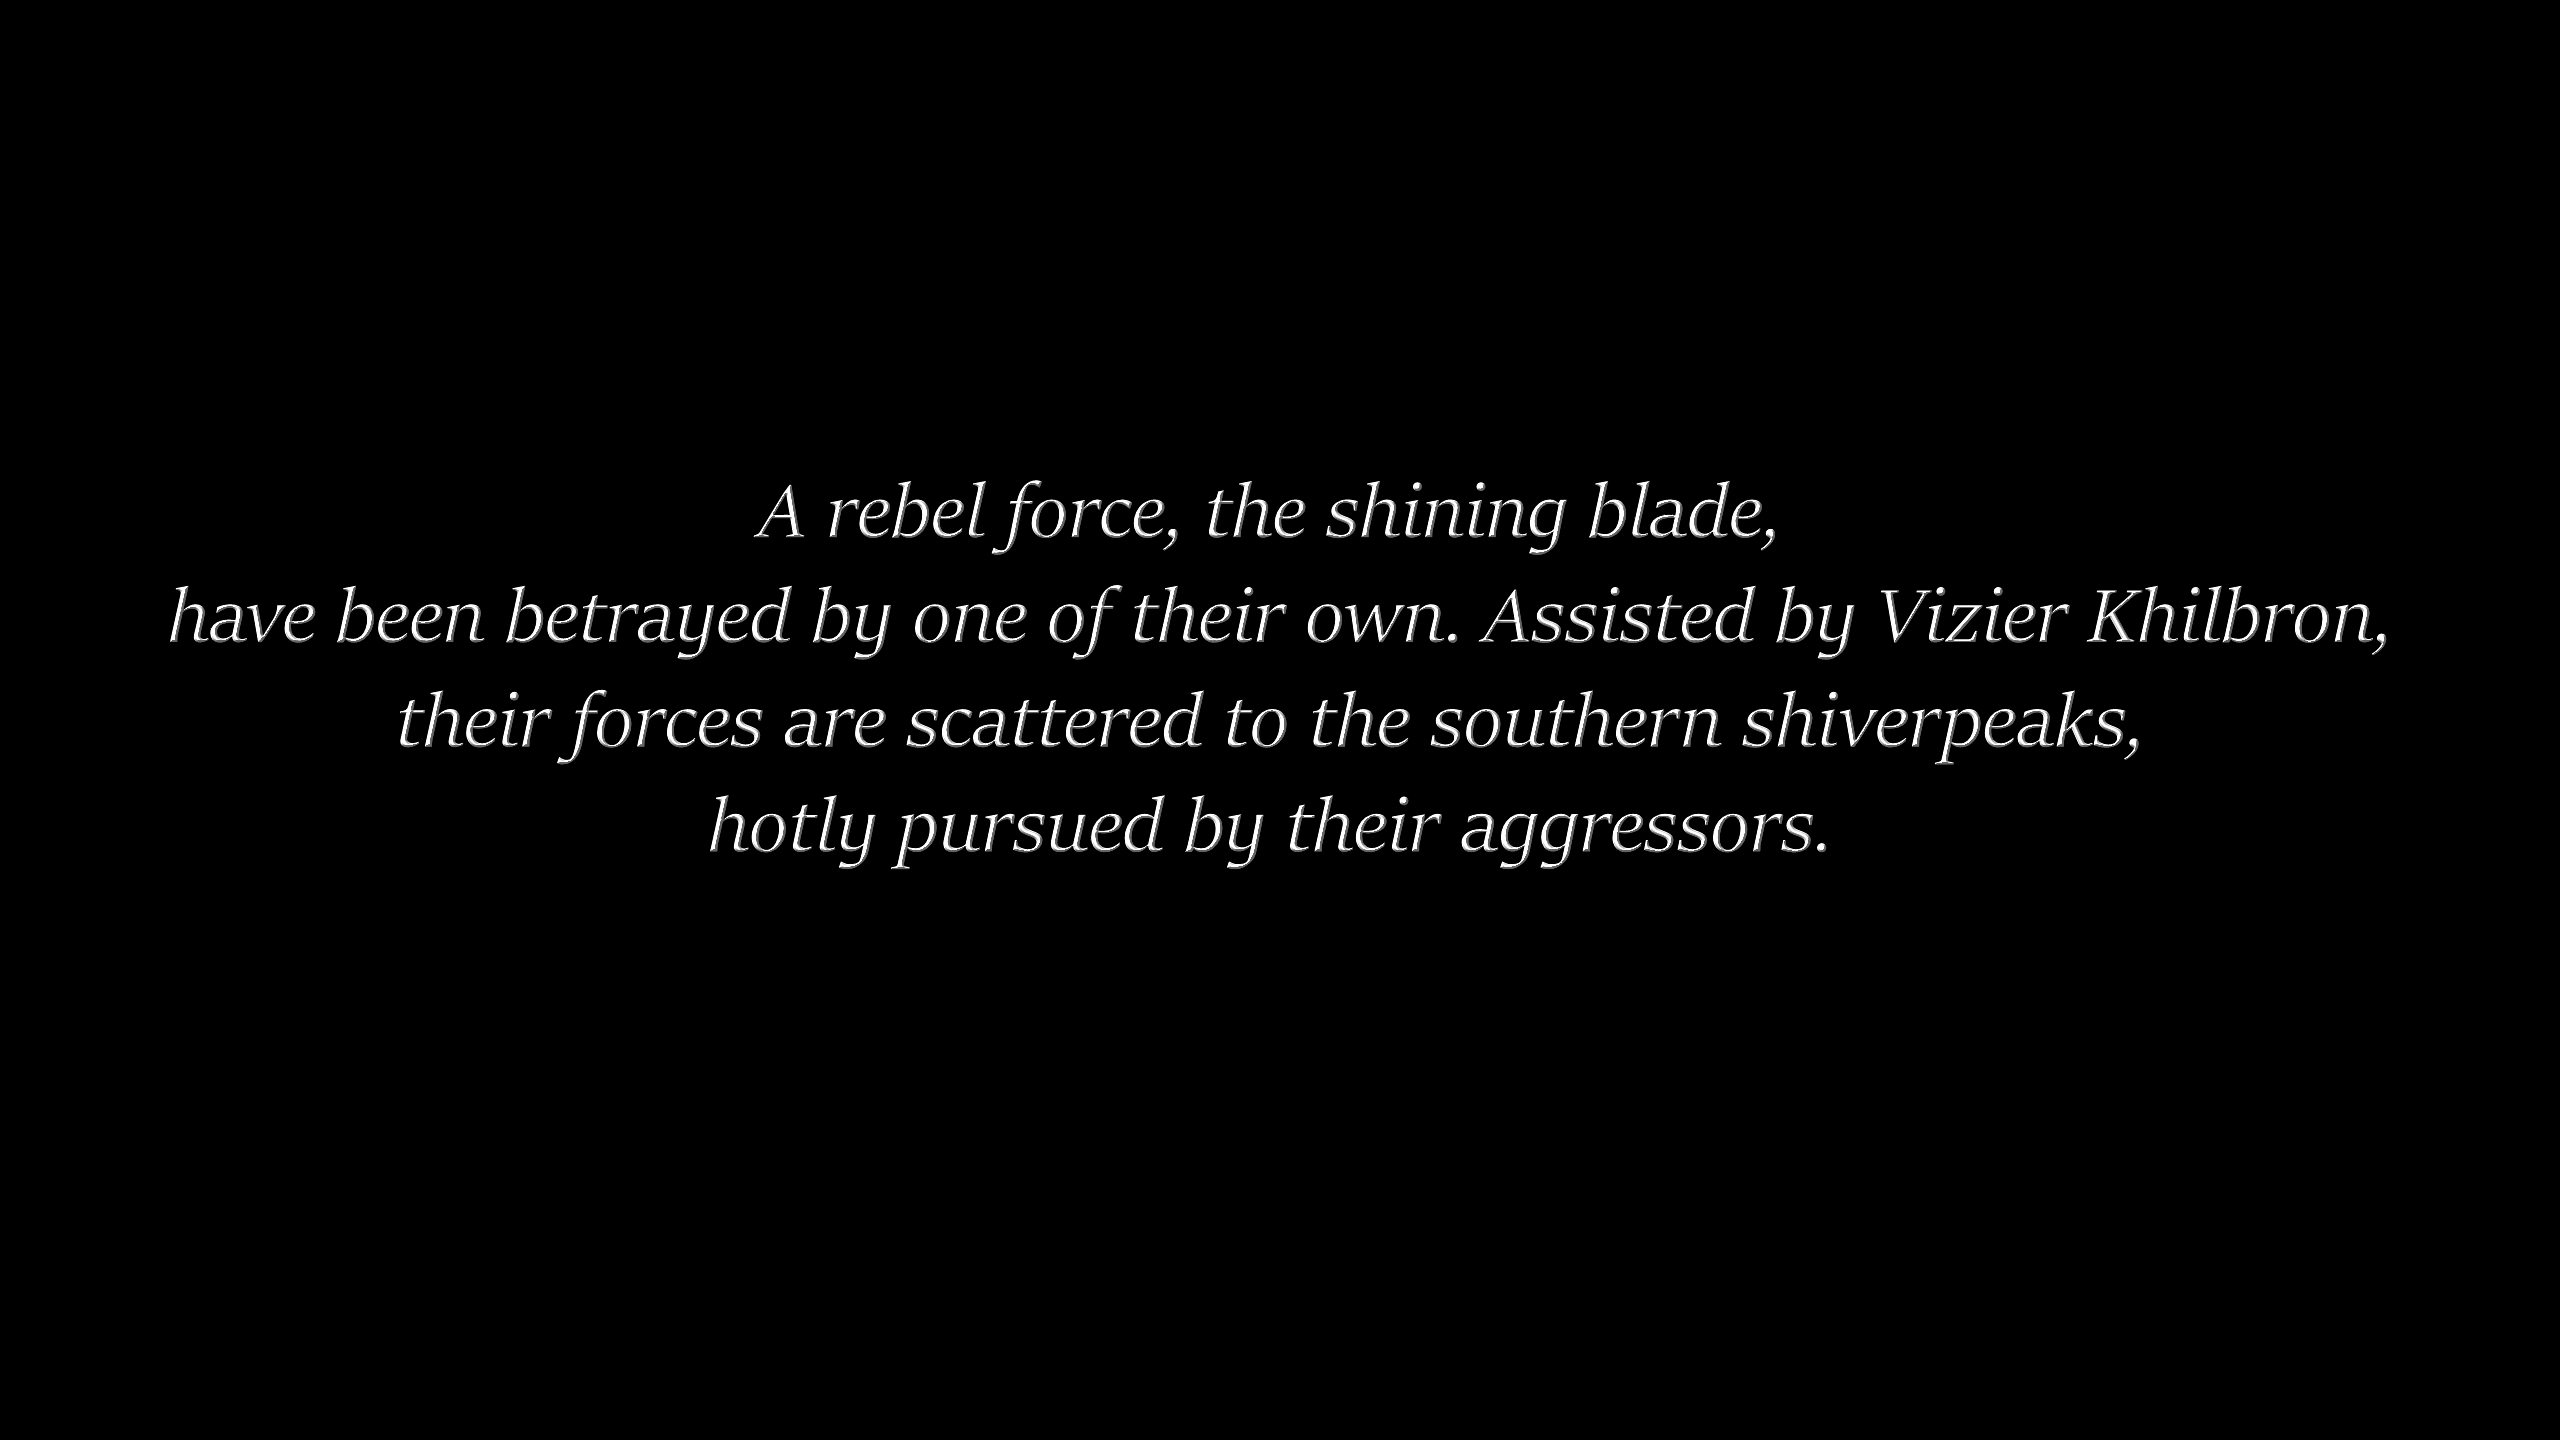 A rebel force, the shining blade,
have been betrayed by one of their own. Assisted by Vizier Khilbron,
their forces are scattered to the southern shiverpeaks,
hotly pursued by their aggressors.